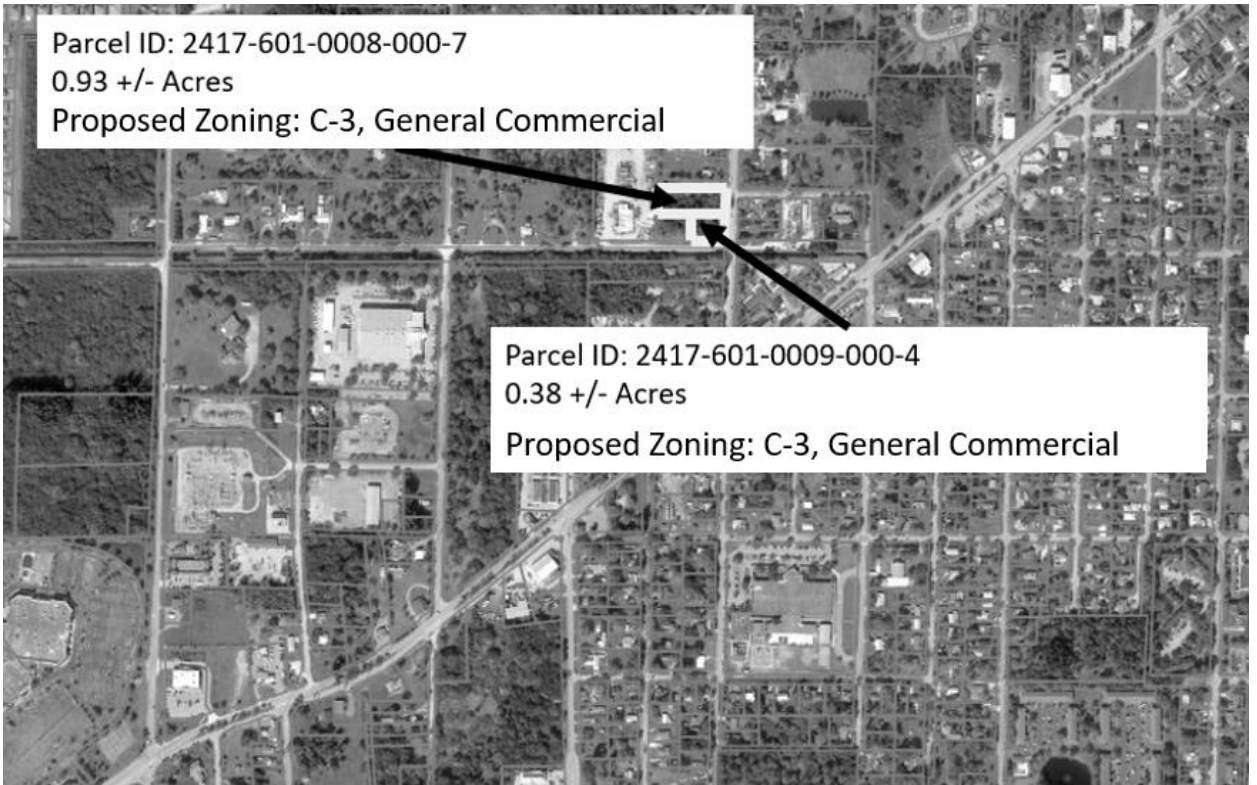 Parcel ID: 2417-601-0008-000-7
0.93 +/- Acres
Proposed Zoning: C-3, General Commercial
Parcel ID: 2417-601-0009-000-4
0.38 +/- Acres
Proposed Zoning: C-3, General Commercial